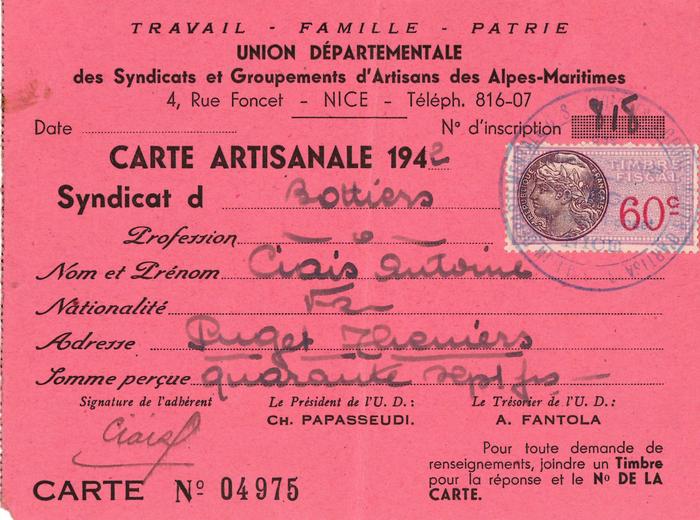 TRAVAIL - FAMILLE - PATRIE
UNION DÉPARTEMENTALE
des Syndicats et Groupements d'Artisans des Alpes-Maritimes
4, Rue Foncet - NICE - Téléph. 816-07
Date Nº d'inscription 818
CARTE ARTISANALE 1942
TIMBRE FISCAL
60c
Syndicat d Bottiers
Profession — o —
Nom et Prénom Ciais Antoine
Nationalité Fr
Adresse Puget Theniers
Somme perçue quarante sept frs —
Signature de l'adhérent Le Président de l'U. D.: Le Trésorier de l'U. D.:
CH. PAPASSEUDI. A. FANTOLA
Ciais
Pour toute demande de
renseignements, joindre un Timbre
pour la réponse et le Nº DE LA
CARTE.
CARTE Nº 04975